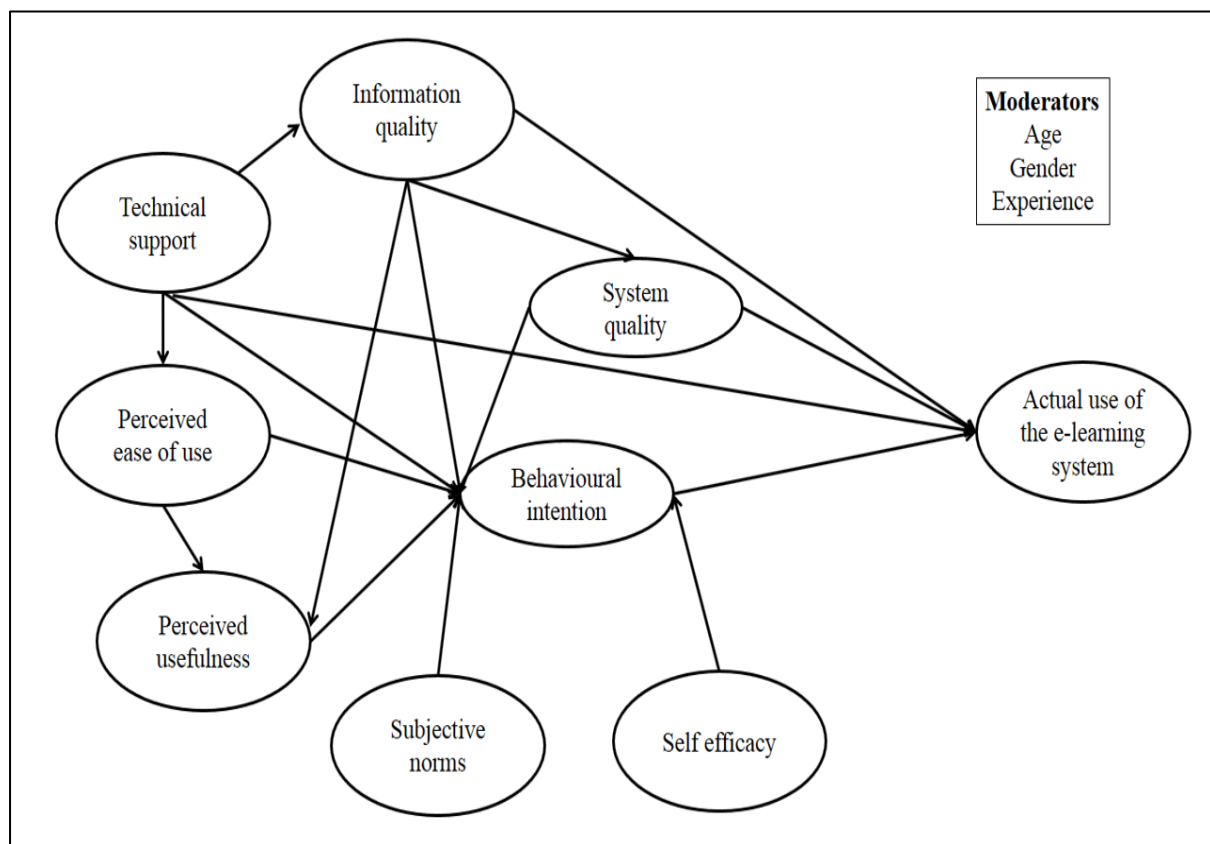 Information
quality
Moderators
Age
Gender
Experience
Technical
support
System
quality
Perceived
ease of use
Actual use of
the e-learning
system
Behavioural
intention
Perceived
usefulness
Subjective
norms
Self efficacy